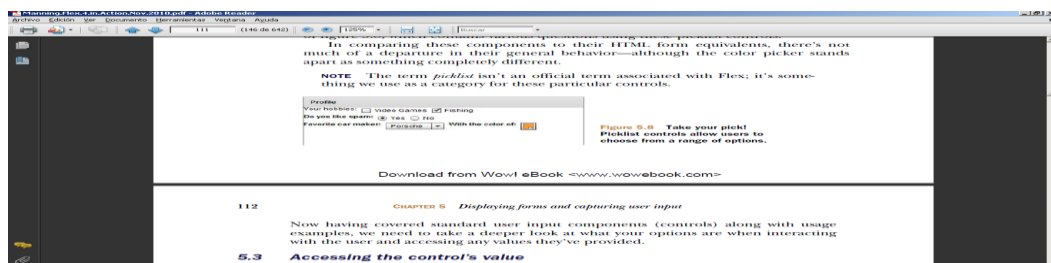 Manning.Flex.4.in.Action.Nov.2010.pdf - Adobe Reader
Archivo Edición Ver Documento Herramientas Ventana Ayuda
111 (146 de 642) 125% Buscar
In comparing these components to their HTML form equivalents, there's not
much of a departure in their general behavior—although the color picker stands
apart as something completely different.
NOTE The term picklist isn't an official term associated with Flex; it's some-
thing we use as a category for these particular controls.
Profile
Your hobbies: Video Games Fishing
Do you like spam: Yes No
Favorite car maker: Porsche With the color of:
Figure 5.8 Take your pick!
Picklist controls allow users to
choose from a range of options.
Download from Wow! eBook <www.wowebook.com>
112 CHAPTER 5 Displaying forms and capturing user input
Now having covered standard user input components (controls) along with usage
examples, we need to take a deeper look at what your options are when interacting
with the user and accessing any values they've provided.
5.3 Accessing the control's value